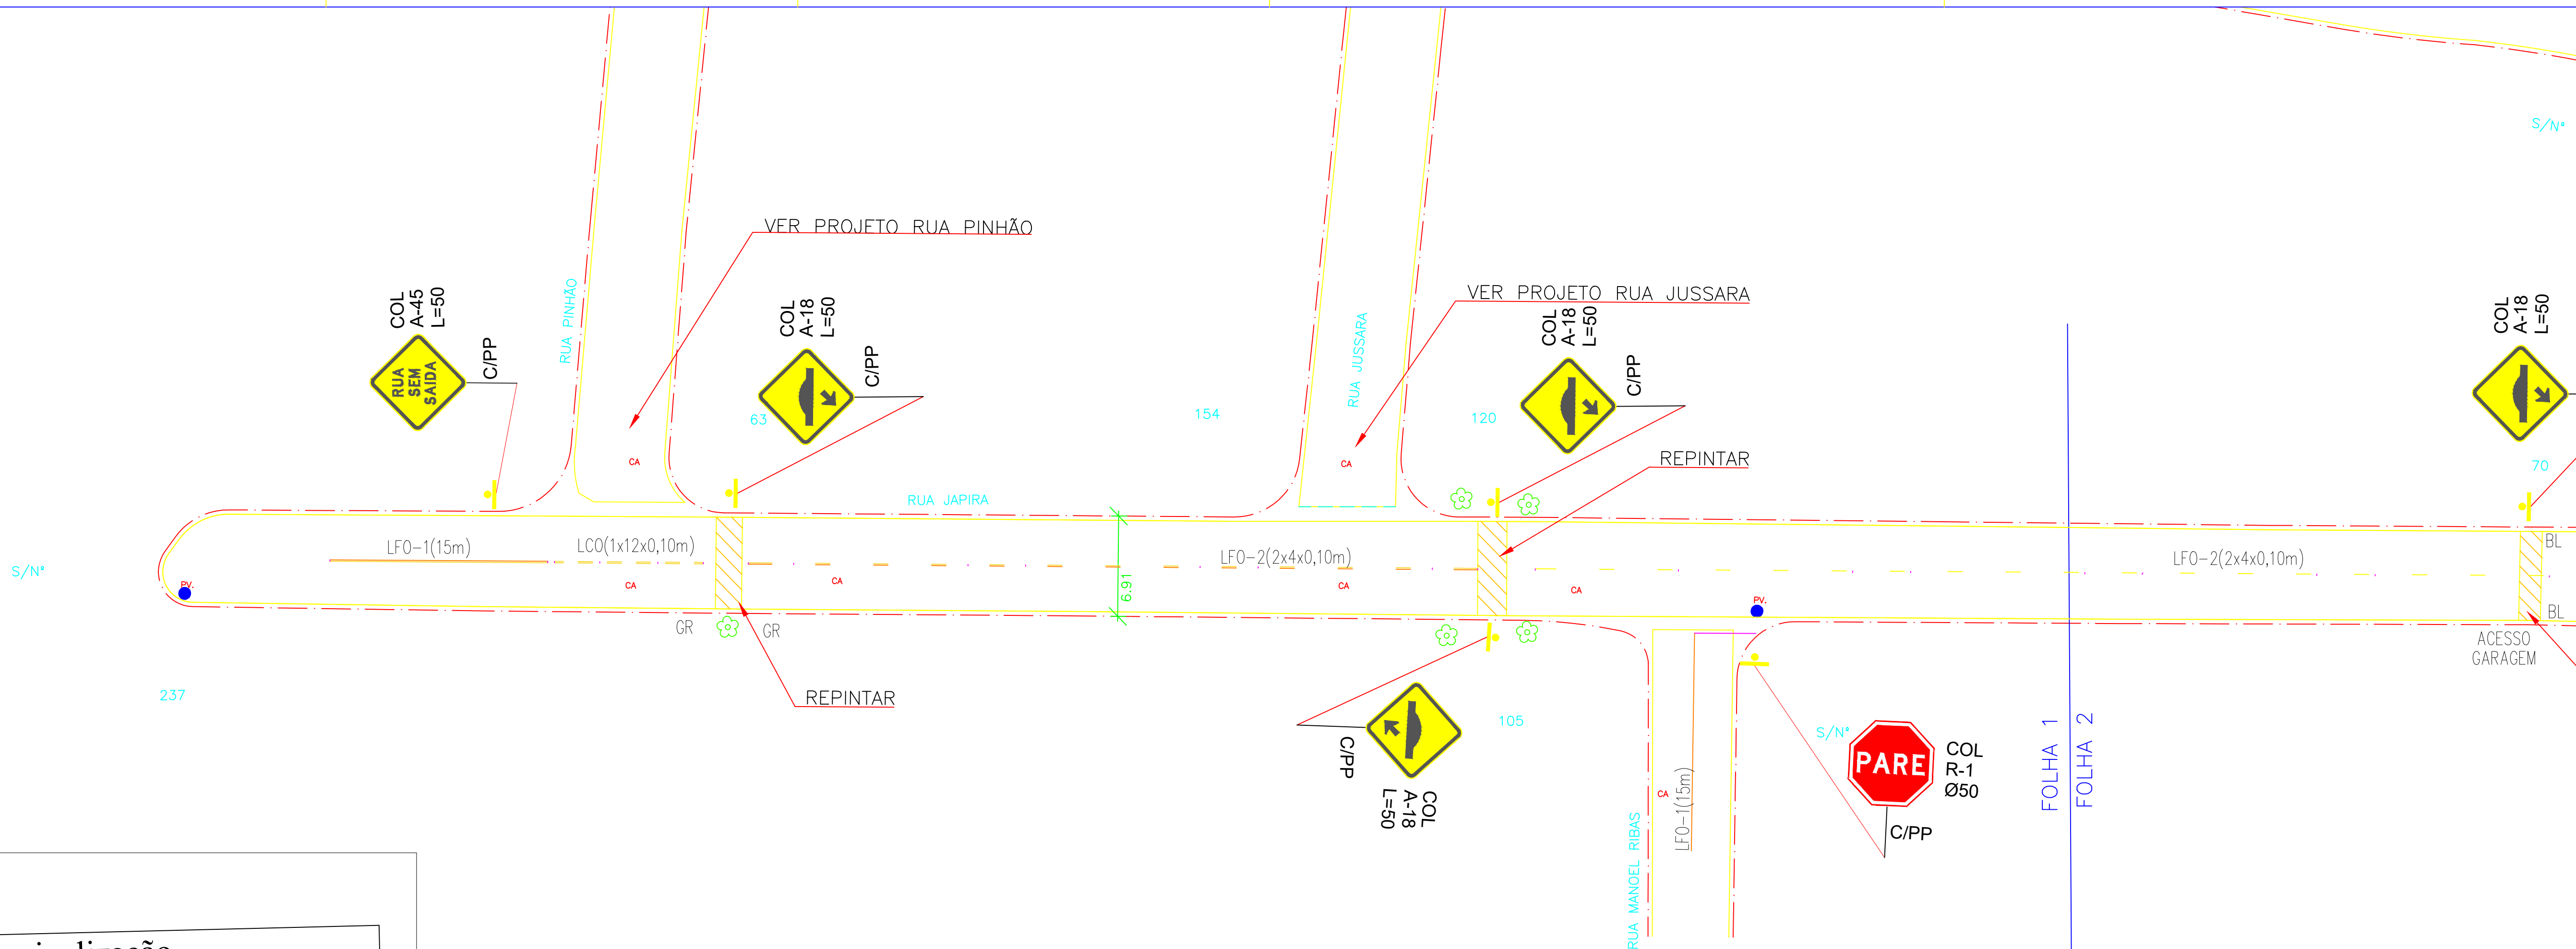 S/Nº
VER PROJETO RUA PINHÃO
COL
A-45
L=50
RUA
SEM
SAIDA
C/PP
RUA PINHÃO
COL
A-18
L=50
C/PP
63
154
RUA JUSSARA
VER PROJETO RUA JUSSARA
COL
A-18
L=50
C/PP
120
REPINTAR
COL
A-18
L=50
70
CA
CA
RUA JAPIRA
LFO-1(15m)
LCO(1x12x0,10m)
LFO-2(2x4x0,10m)
LFO-2(2x4x0,10m)
BL
S/Nº
PV.
CA
CA
6.91
CA
CA
PV.
BL
GR
GR
ACESSO
GARAGEM
237
REPINTAR
C/PP
COL
A-18
L=50
105
RUA MANOEL RIBAS
CA
LFO-1(15m)
S/Nº
PARE
COL
R-1
Ø50
C/PP
FOLHA 1
FOLHA 2